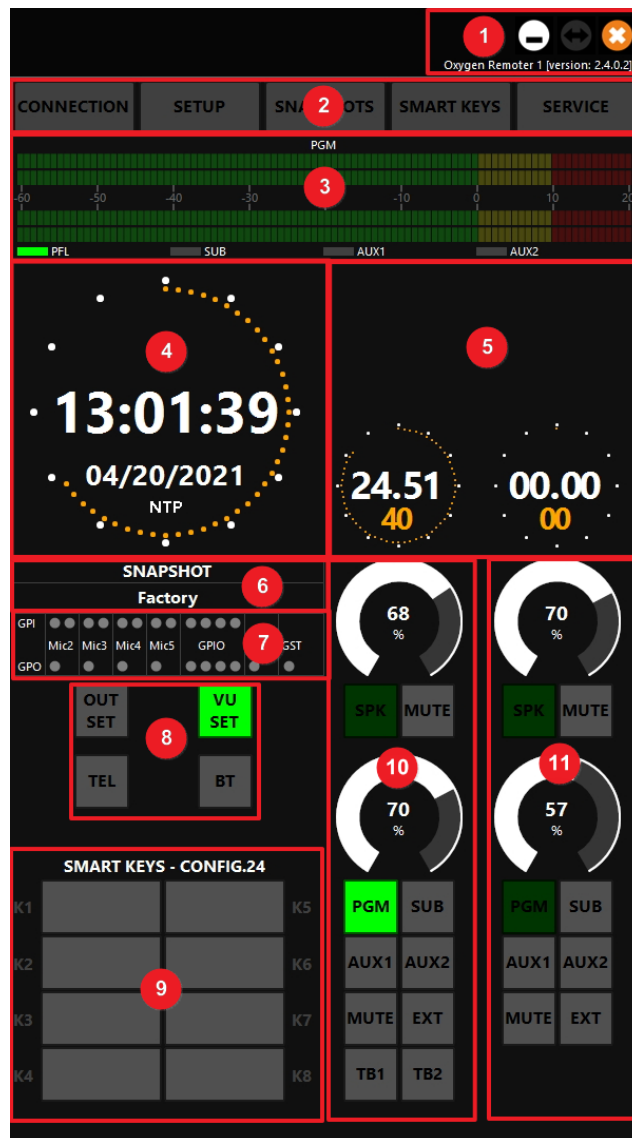 1
Oxygen Remoter 1 [version: 2.4.0.2]
CONNECTION SETUP 2 SMART KEYS SERVICE
PGM
3
-60 -50 -40 -30 -10 0 10 20
PFL SUB AUX1 AUX2
4 5
13:01:39
04/20/2021
NTP
24.51 00.00
40 00
SNAPSHOT
6
Factory
GPI
Mic2 Mic3 Mic4 Mic5 GPIO 7 GST
GPO
68 70
% %
OUT SET VU SET
SPK MUTE SPK MUTE
8
TEL BT
10 11
70 57
% %
SMART KEYS - CONFIG.24
K1 K5 PGM SUB PGM SUB
K2 K6 AUX1 AUX2 AUX1 AUX2
9
K3 K7 MUTE EXT MUTE EXT
K4 K8 TB1 TB2